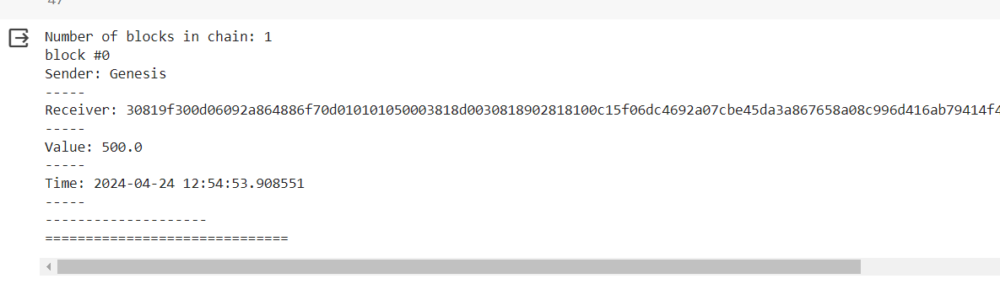 Number of blocks in chain: 1
block #0
Sender: Genesis
-----
Receiver: 30819f300d06092a864886f70d010101050003818d0030818902818100c15f06dc4692a07cbe45da3a867658a08c996d416ab79414f4
-----
Value: 500.0
-----
Time: 2024-04-24 12:54:53.908551
-----
--------------------
==============================